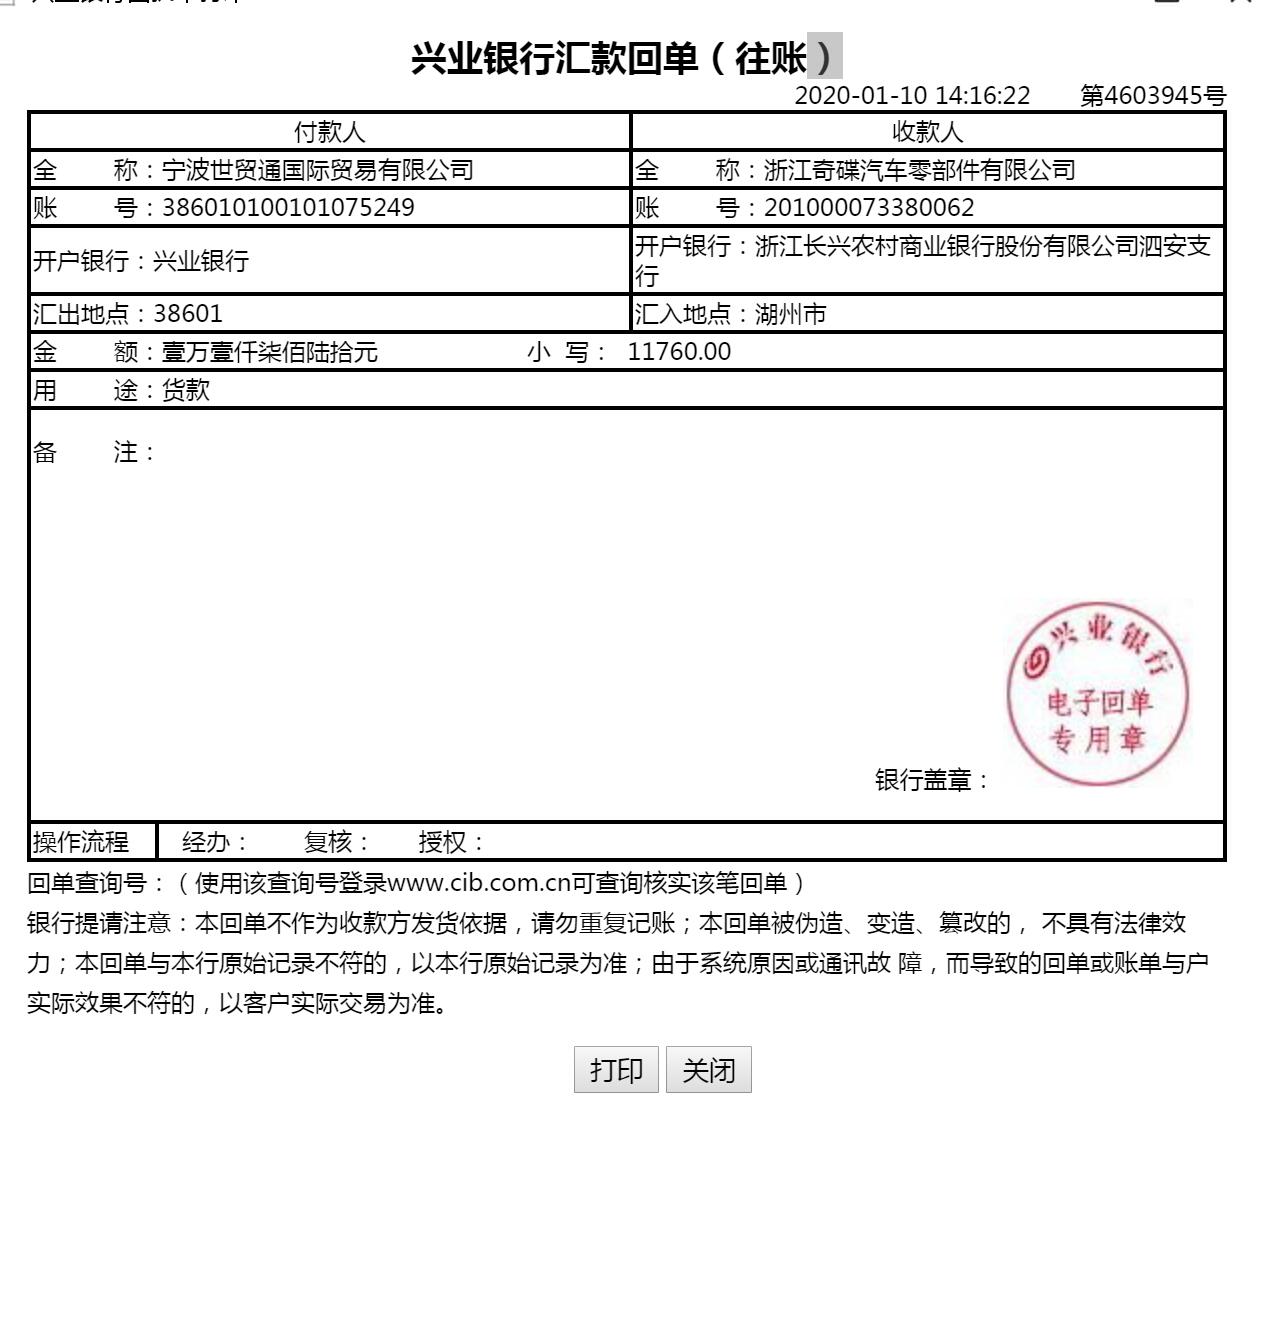 兴业银行汇款回单（往账）
2020-01-10 14:16:22 第4603945号
付款人 收款人
全 称：宁波世贸通国际贸易有限公司 全 称：浙江奇碟汽车零部件有限公司
账 号：386010100101075249 账 号：201000073380062
开户银行：兴业银行 开户银行：浙江长兴农村商业银行股份有限公司泗安支
行
汇出地点：38601 汇入地点：湖州市
金 额：壹万壹仟柒佰陆拾元 小 写： 11760.00
用 途：货款
备 注：
兴业银行
电子回单
专用章
银行盖章：
操作流程 经办： 复核： 授权：
回单查询号：（使用该查询号登录www.cib.com.cn可查询核实该笔回单）
银行提请注意：本回单不作为收款方发货依据，请勿重复记账；本回单被伪造、变造、篡改的， 不具有法律效
力；本回单与本行原始记录不符的，以本行原始记录为准；由于系统原因或通讯故 障，而导致的回单或账单与户
实际效果不符的，以客户实际交易为准。
打印 关闭